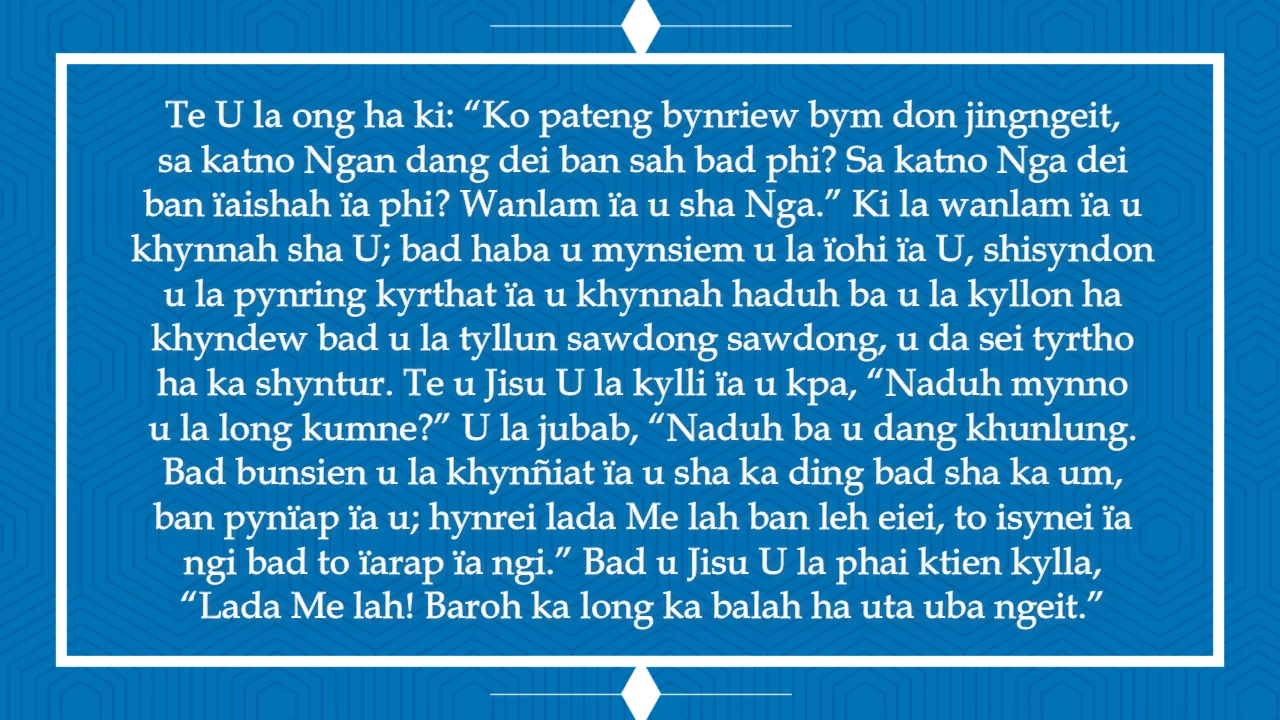 Te U la ong ha ki: “Ko pateng bynriew bym don jingngeit,
sa katno Ngan dang dei ban sah bad phi? Sa katno Nga dei
ban ïaishah ïa phi? Wanlam ïa u sha Nga.” Ki la wanlam ïa u
khynnah sha U; bad haba u mynsiem u la ïohi ïa U, shisyndon
u la pynring kyrthat ïa u khynnah haduh ba u la kyllon ha
khyndew bad u la tyllun sawdong sawdong, u da sei tyrtho
ha ka shyntur. Te u Jisu U la kylli ïa u kpa, “Naduh mynno
u la long kumne?” U la jubab, “Naduh ba u dang khunlung.
Bad bunsien u la khynñiat ïa u sha ka ding bad sha ka um,
ban pynïap ïa u; hynrei lada Me lah ban leh eiei, to isynei ïa
ngi bad to ïarap ïa ngi.” Bad u Jisu U la phai ktien kylla,
“Lada Me lah! Baroh ka long ka balah ha uta uba ngeit.”